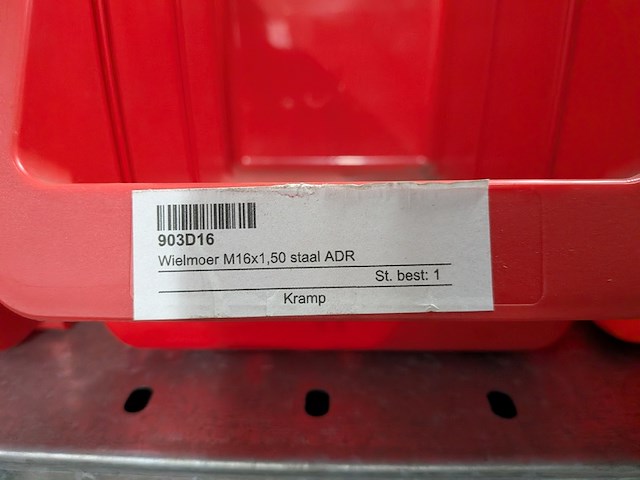 903D16
Wielmoer M16x1,50 staal ADR
St. best: 1
Kramp